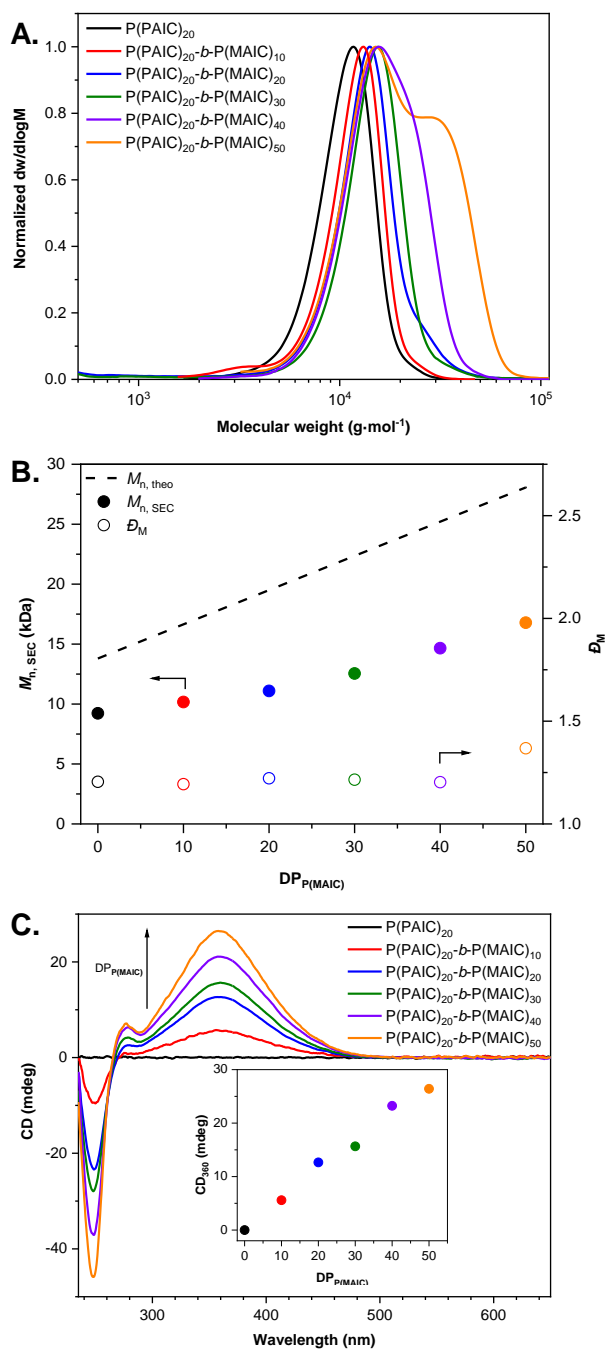 A.
P(PAIC)20
P(PAIC)20-b-P(MAIC)10
P(PAIC)20-b-P(MAIC)20
P(PAIC)20-b-P(MAIC)30
P(PAIC)20-b-P(MAIC)40
P(PAIC)20-b-P(MAIC)50
1.0
0.8
0.6
0.4
0.2
0.0
Normalized dw/dlogM
10³
10⁴
10⁵
Molecular weight (g·mol⁻¹)
B.
Mn, theo
Mn, SEC
ĐM
30
25
20
15
10
5
0
Mn, SEC (kDa)
2.5
2.0
1.5
1.0
ĐM
0 10 20 30 40 50
DPP(MAIC)
C.
DPP(MAIC)
P(PAIC)20
P(PAIC)20-b-P(MAIC)10
P(PAIC)20-b-P(MAIC)20
P(PAIC)20-b-P(MAIC)30
P(PAIC)20-b-P(MAIC)40
P(PAIC)20-b-P(MAIC)50
20
0
-20
-40
CD (mdeg)
30
20
10
0
CD360 (mdeg)
0 10 20 30 40 50
DPP(MAIC)
300 400 500 600
Wavelength (nm)